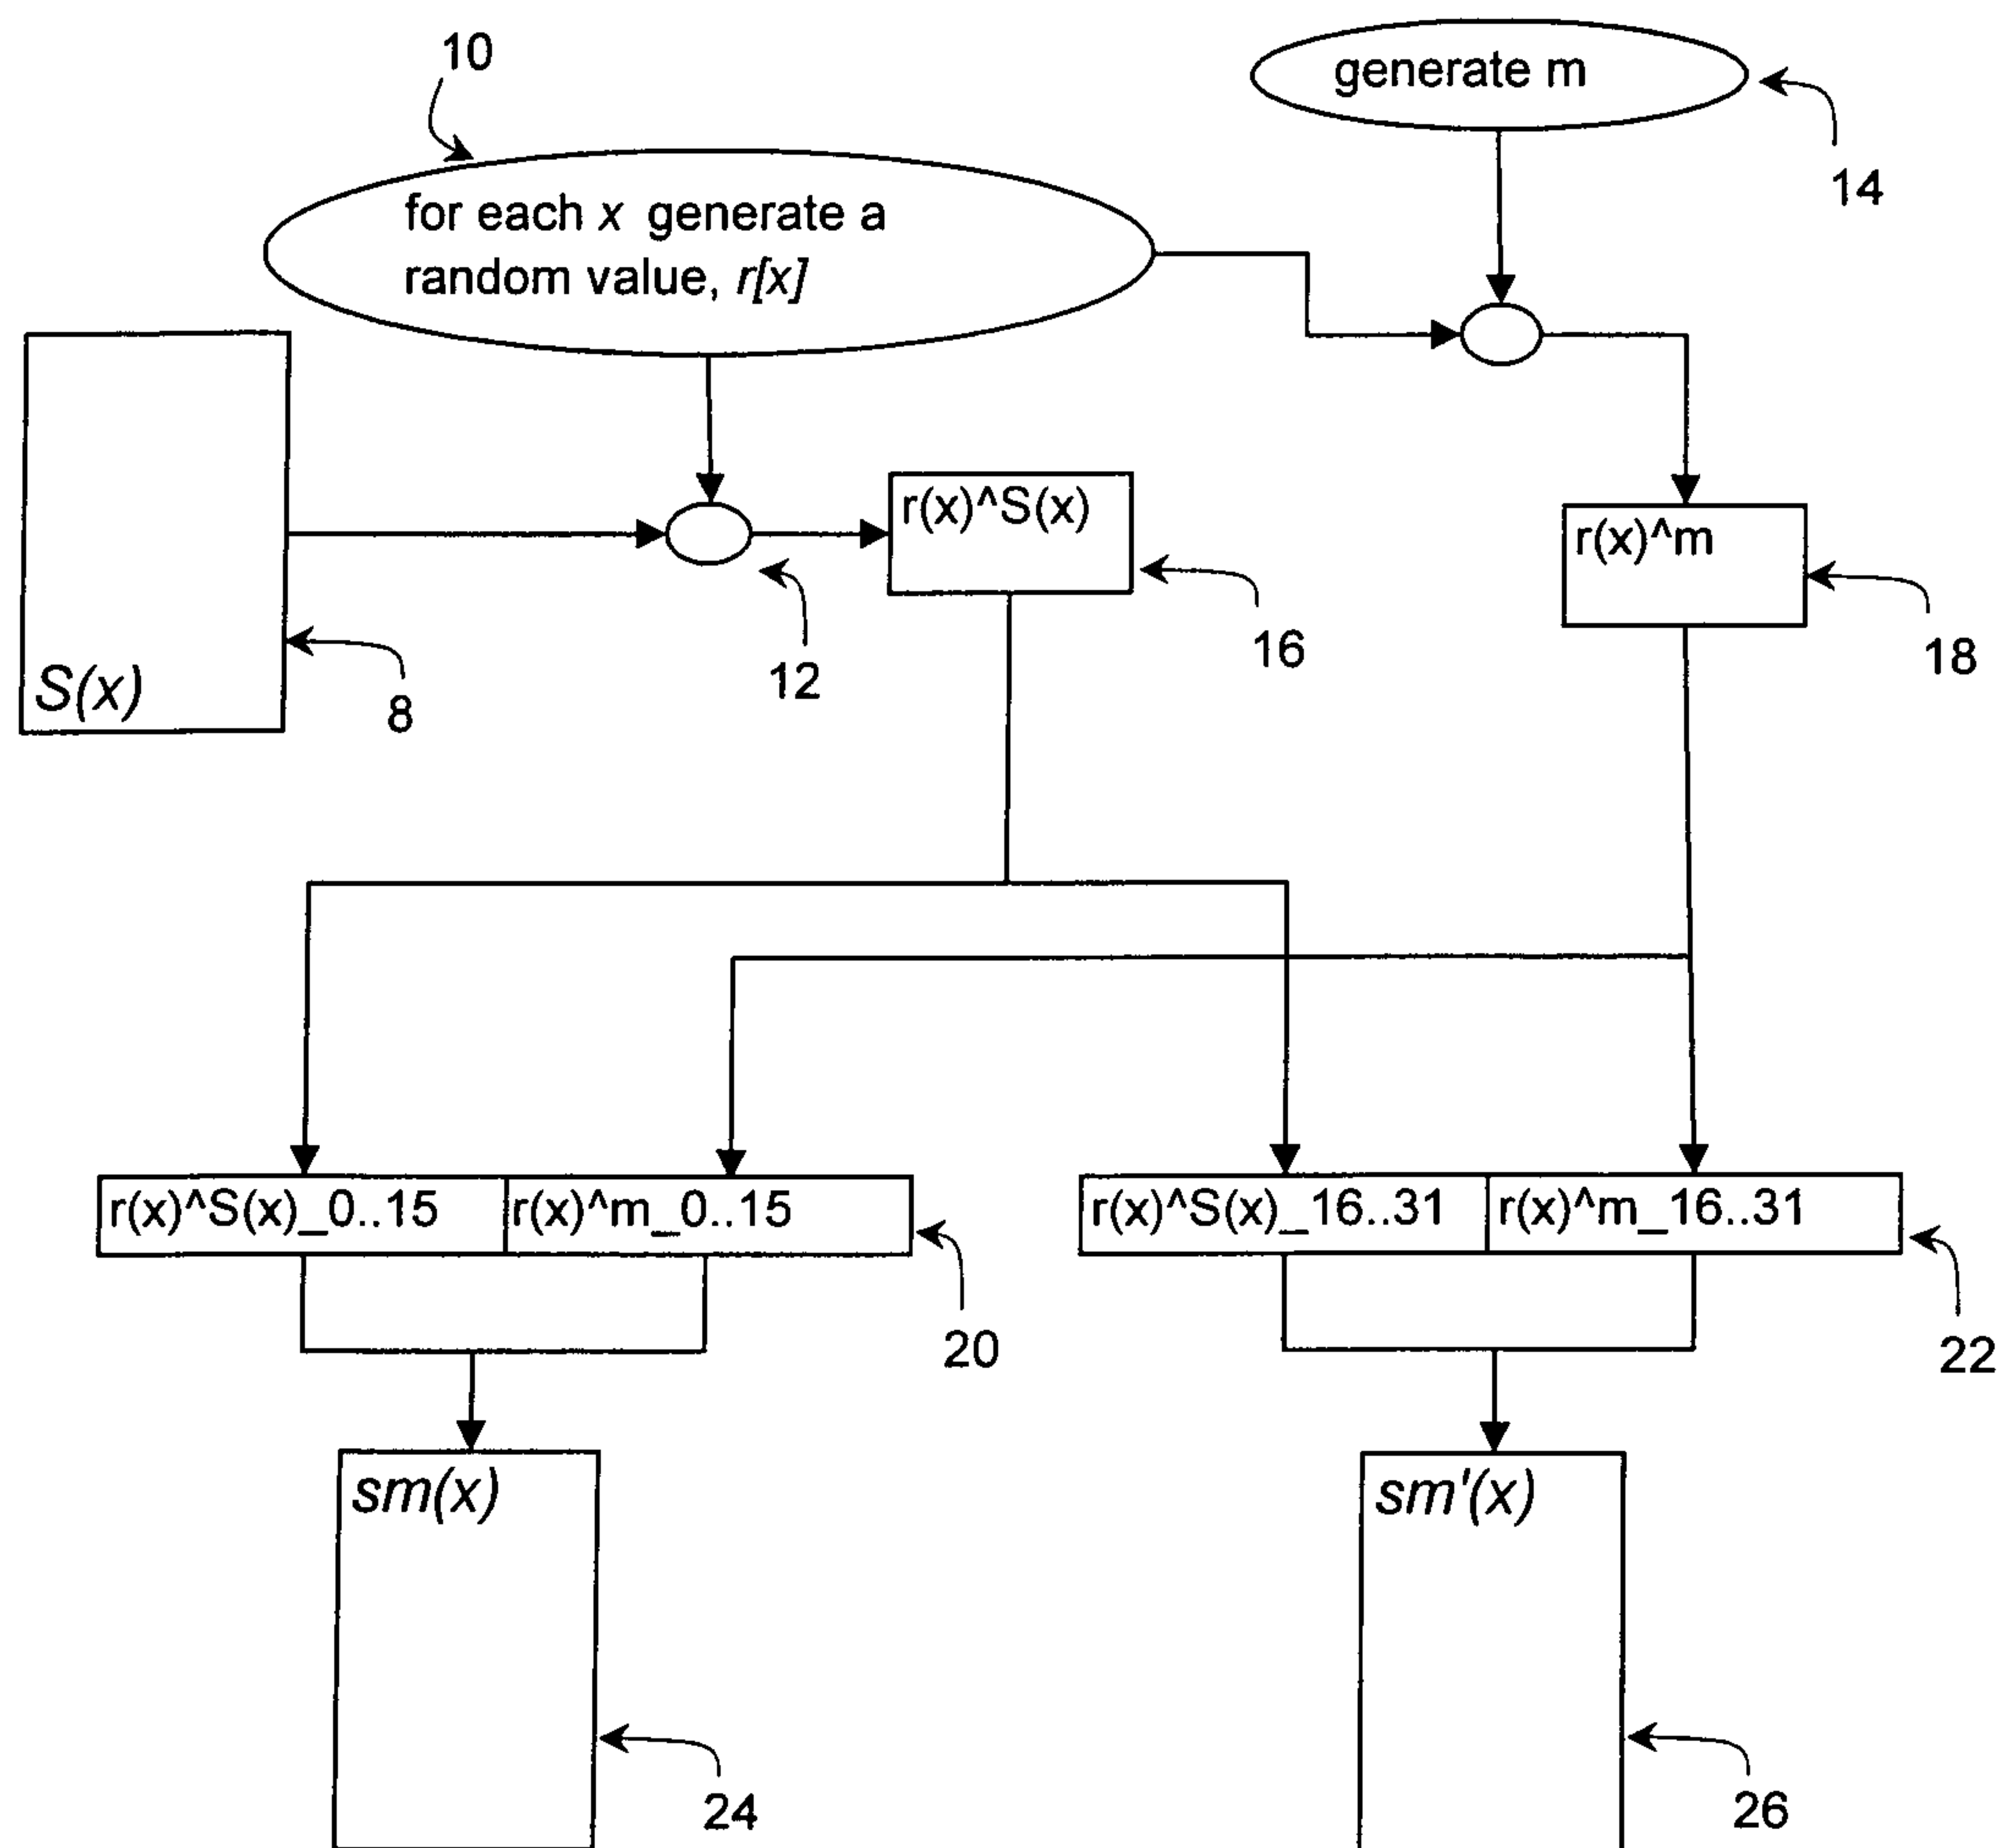 10
generate m
14
for each x generate a
random value, r[x]
r(x)^S(x)
r(x)^m
16
18
12
S(x)
8
r(x)^S(x)_0..15
r(x)^m_0..15
r(x)^S(x)_16..31
r(x)^m_16..31
20
22
sm(x)
sm'(x)
24
26